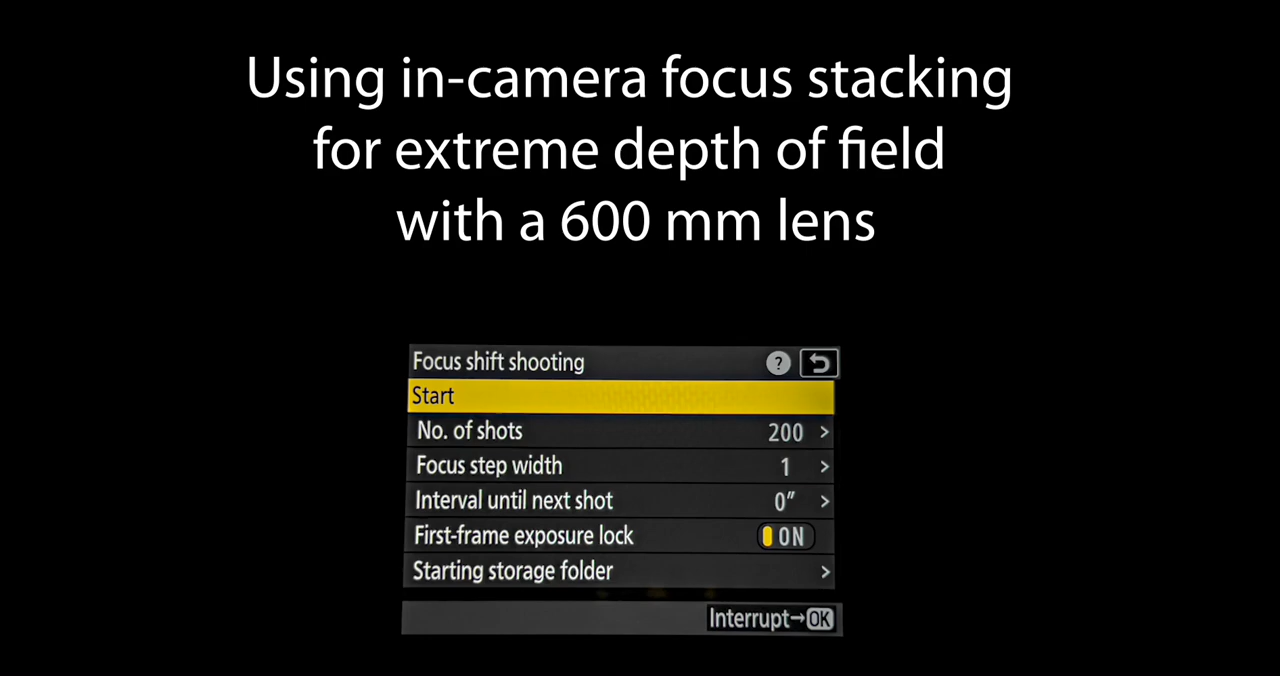 Using in-camera focus stacking
for extreme depth of field
with a 600 mm lens
Focus shift shooting ?
Start
No. of shots 200 >
Focus step width 1 >
Interval until next shot 0″ >
First-frame exposure lock ON
Starting storage folder >
Interrupt→OK